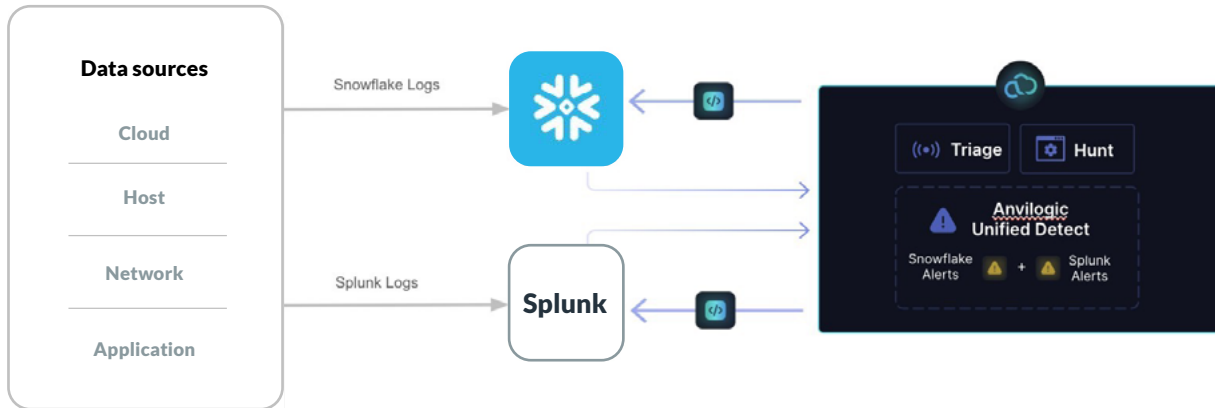 Data sources
Cloud
Host
Network
Application
Snowflake Logs
Splunk Logs
Splunk
</>
</>
Triage
Hunt
Anvilogic
Unified Detect
Snowflake
Alerts
+
Splunk
Alerts